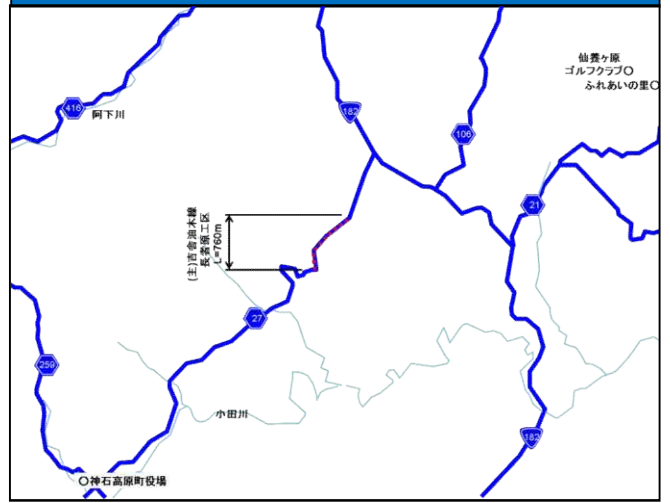 仙養ヶ原
ゴルフクラブ○
ふれあいの里○
416
阿下川
182
106
21
(主)吉舎油木線
長者原工区
L=760m
27
259
小田川
182
○神石高原町役場